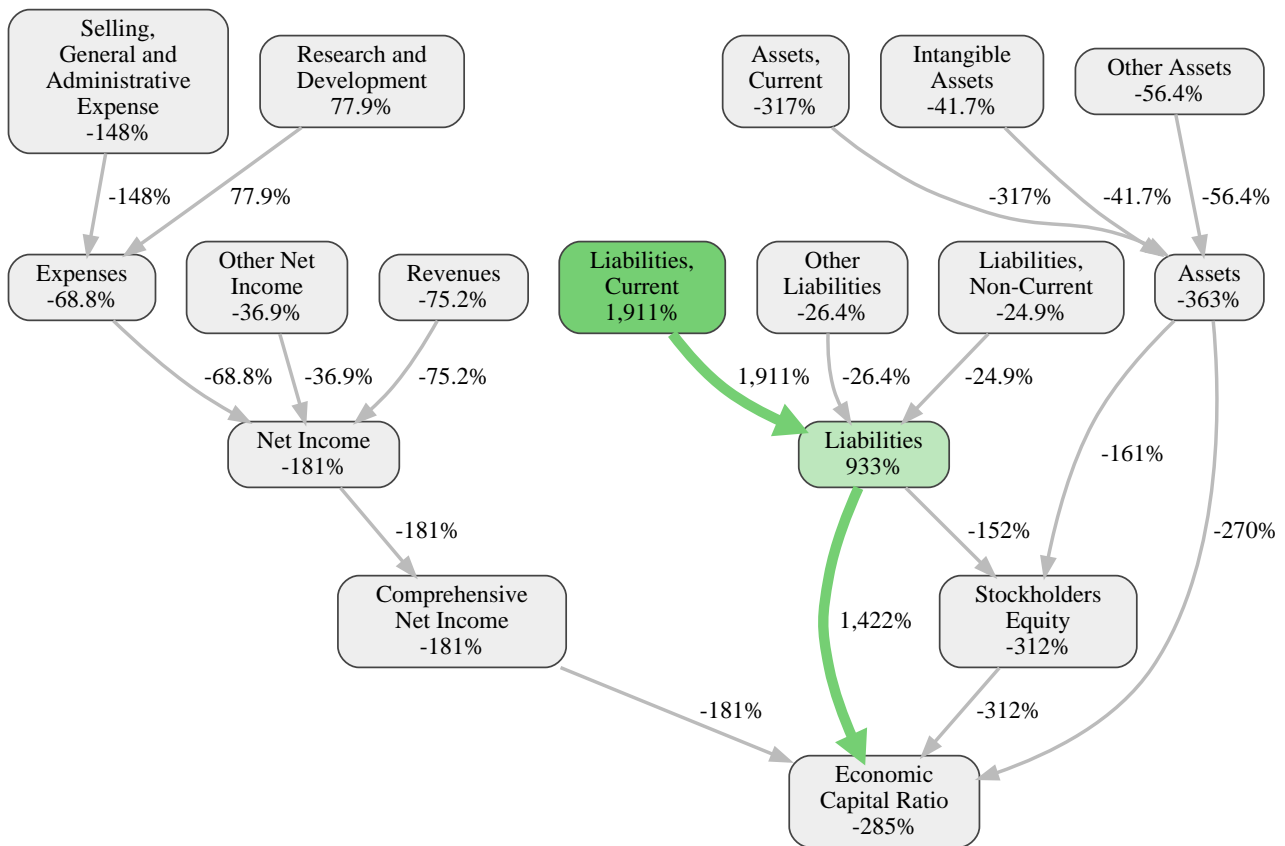 Selling,
General and
Administrative
Expense
-148%
Research and
Development
77.9%
Assets,
Current
-317%
Intangible
Assets
-41.7%
Other Assets
-56.4%
-148%
77.9%
-317%
-41.7%
-56.4%
Expenses
-68.8%
Other Net
Income
-36.9%
Revenues
-75.2%
Liabilities,
Current
1,911%
Other
Liabilities
-26.4%
Liabilities,
Non-Current
-24.9%
Assets
-363%
-68.8%
-36.9%
-75.2%
1,911%
-26.4%
-24.9%
Net Income
-181%
Liabilities
933%
-161%
-181%
-152%
-270%
Comprehensive
Net Income
-181%
1,422%
Stockholders
Equity
-312%
-181%
-312%
Economic
Capital Ratio
-285%